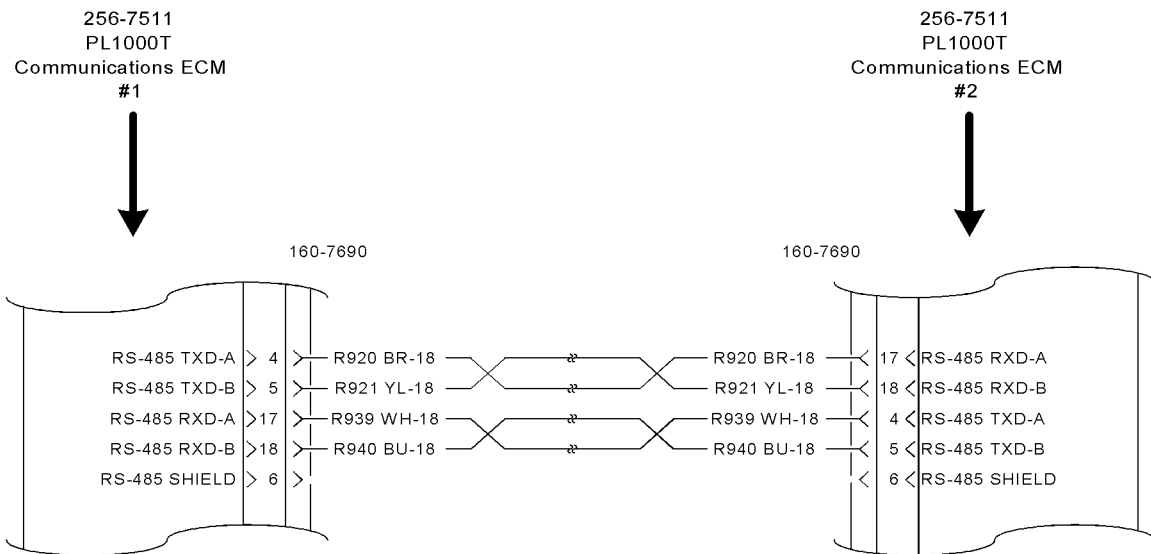 256-7511
PL1000T
Communications ECM
#1
256-7511
PL1000T
Communications ECM
#2
160-7690
160-7690
RS-485 TXD-A 4 R920 BR-18 R920 BR-18 17 RS-485 RXD-A
RS-485 TXD-B 5 R921 YL-18 R921 YL-18 18 RS-485 RXD-B
RS-485 RXD-A 17 R939 WH-18 R939 WH-18 4 RS-485 TXD-A
RS-485 RXD-B 18 R940 BU-18 R940 BU-18 5 RS-485 TXD-B
RS-485 SHIELD 6 6 RS-485 SHIELD